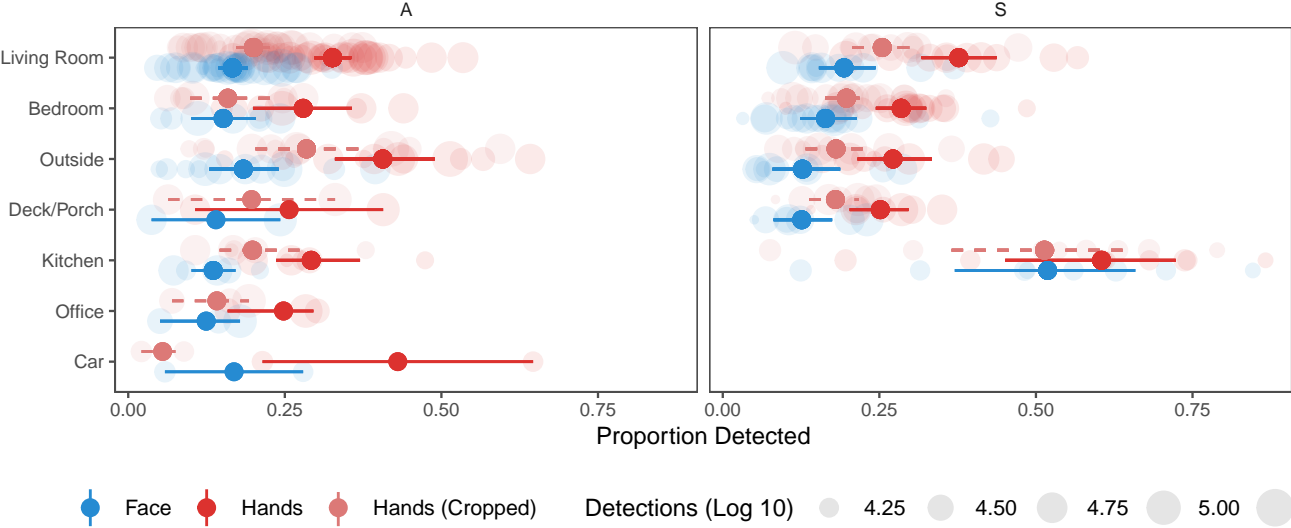 A S
Living Room
Bedroom
Outside
Deck/Porch
Kitchen
Office
Car
0.00 0.25 0.50 0.75 0.00 0.25 0.50 0.75
Proportion Detected
Face Hands Hands (Cropped) Detections (Log 10) 4.25 4.50 4.75 5.00